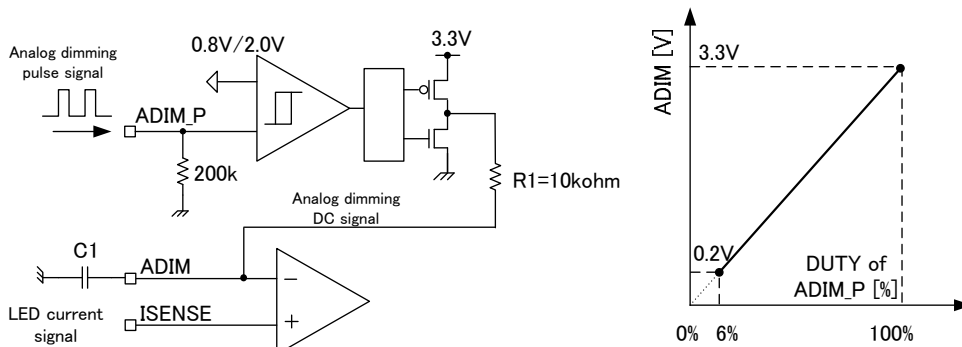 Analog dimming
pulse signal
0.8V/2.0V
3.3V
ADIM_P
200k
R1=10kohm
Analog dimming
DC signal
C1
ADIM
−
LED current
signal
ISENSE
+
ADIM [V]
3.3V
0.2V
DUTY of
ADIM_P [%]
0%
6%
100%